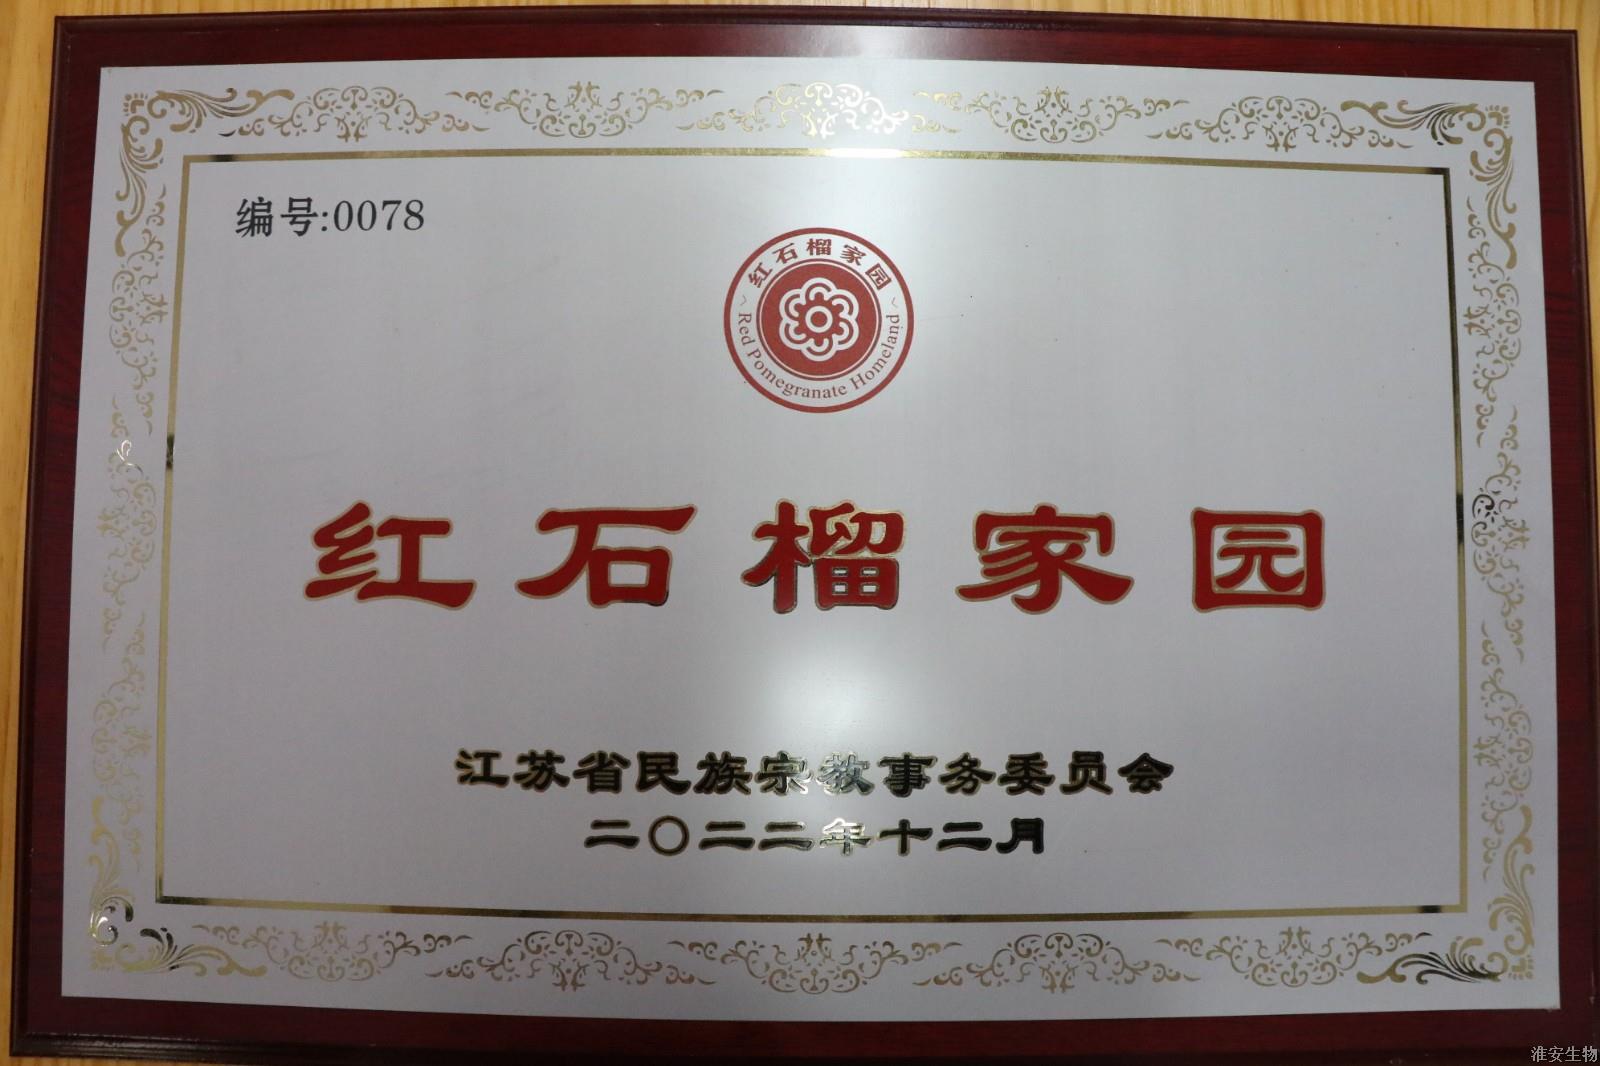 编号:0078
红石榴家园
Red Pomegranate Homeland
红石榴家园
江苏省民族宗教事务委员会
二〇二二年十二月
淮安生物